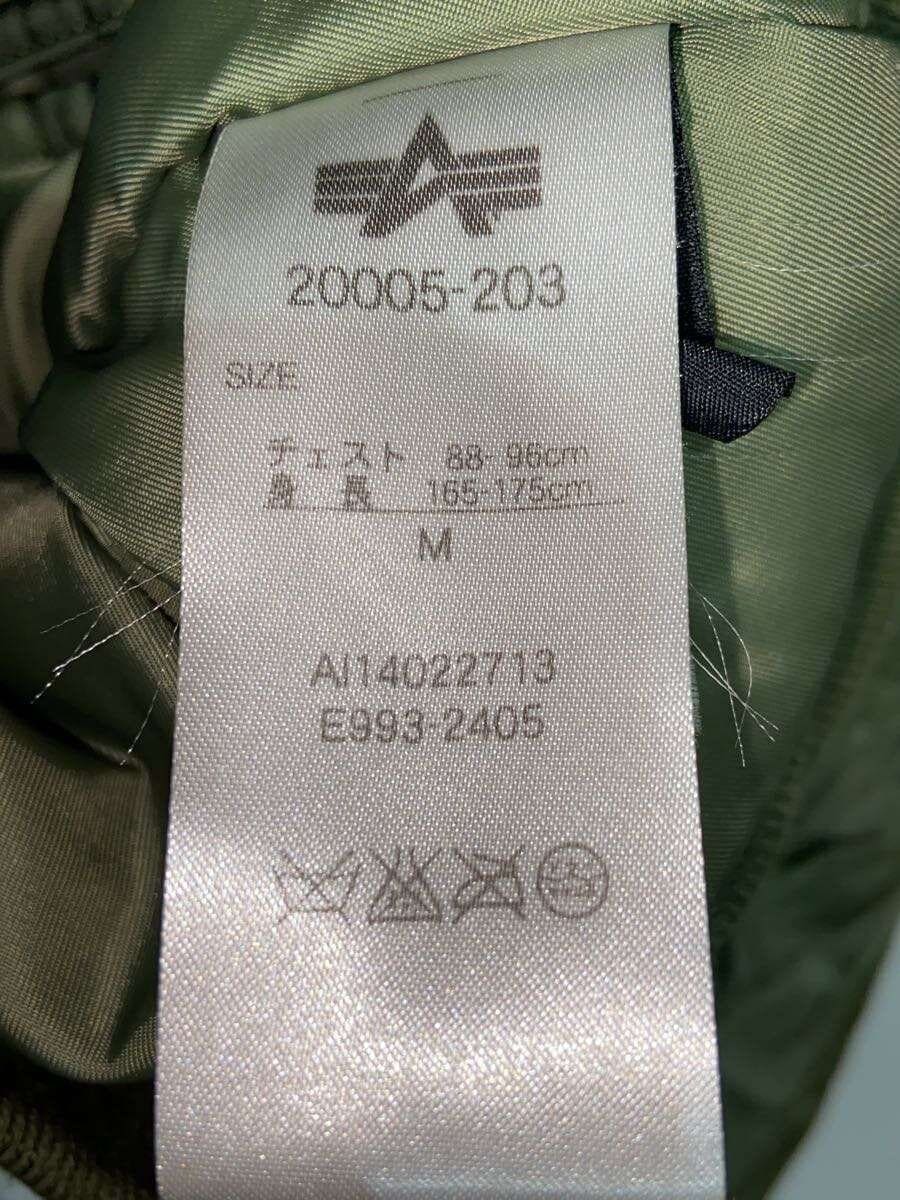 20005-203
SIZE
チェスト 88-96cm
身 長 165-175cm
M
AI14022713
E993-2405